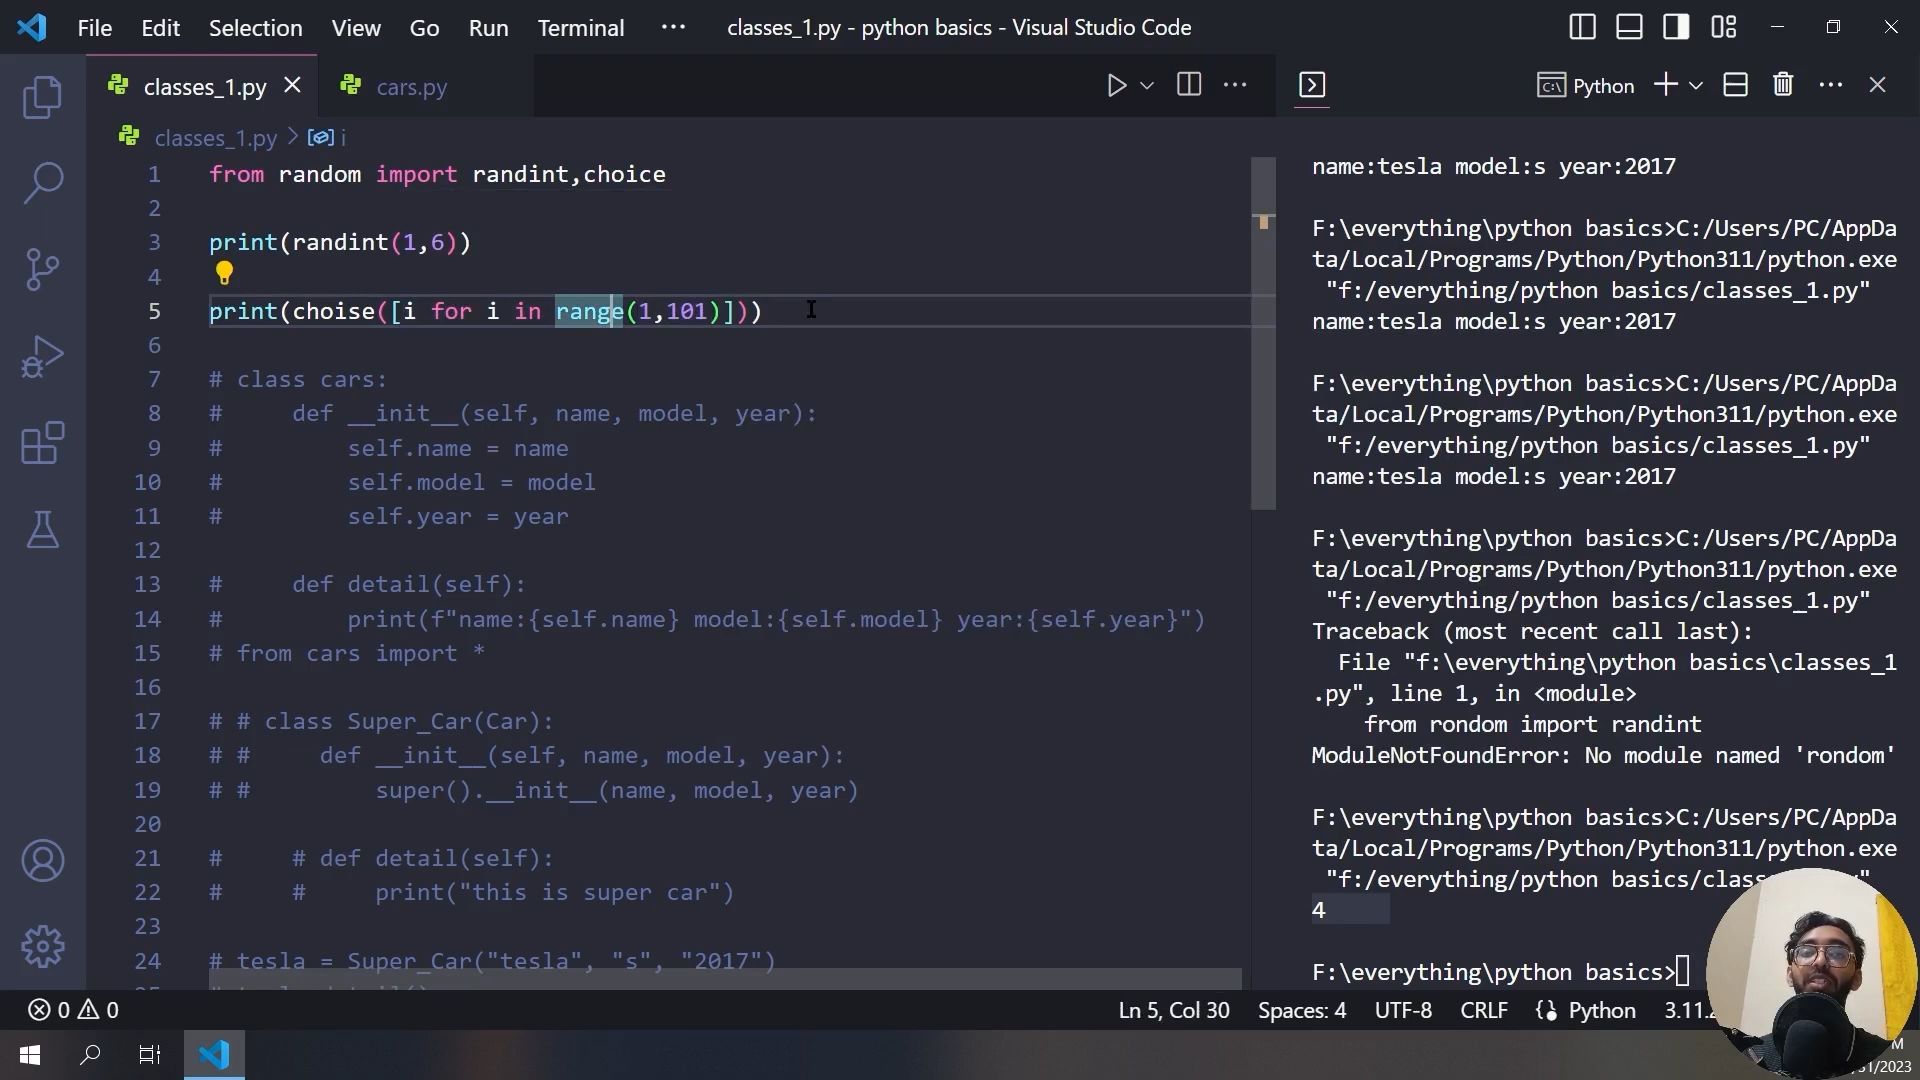 File Edit Selection View Go Run Terminal ··· classes_1.py - python basics - Visual Studio Code
classes_1.py cars.py
Python
classes_1.py > i
1 from random import randint,choice
2
3 print(randint(1,6))
4
5 print(choise([i for i in range(1,101)]))
6
7 # class cars:
8 #     def __init__(self, name, model, year):
9 #         self.name = name
10 #         self.model = model
11 #         self.year = year
12
13 #     def detail(self):
14 #         print(f"name:{self.name} model:{self.model} year:{self.year}")
15 # from cars import *
16
17 # # class Super_Car(Car):
18 # #     def __init__(self, name, model, year):
19 # #         super().__init__(name, model, year)
20
21 #     # def detail(self):
22 #     #     print("this is super car")
23
24 # tesla = Super_Car("tesla", "s", "2017")
name:tesla model:s year:2017
F:\everything\python basics>C:/Users/PC/AppDa
ta/Local/Programs/Python/Python311/python.exe
"f:/everything/python basics/classes_1.py"
name:tesla model:s year:2017
F:\everything\python basics>C:/Users/PC/AppDa
ta/Local/Programs/Python/Python311/python.exe
"f:/everything/python basics/classes_1.py"
name:tesla model:s year:2017
F:\everything\python basics>C:/Users/PC/AppDa
ta/Local/Programs/Python/Python311/python.exe
"f:/everything/python basics/classes_1.py"
Traceback (most recent call last):
File "f:\everything\python basics\classes_1
.py", line 1, in <module>
from rondom import randint
ModuleNotFoundError: No module named 'rondom'
F:\everything\python basics>C:/Users/PC/AppDa
ta/Local/Programs/Python/Python311/python.exe
"f:/everything/python basics/clas
4
F:\everything\python basics>
0 0 Ln 5, Col 30 Spaces: 4 UTF-8 CRLF Python 3.11.
M
/2023